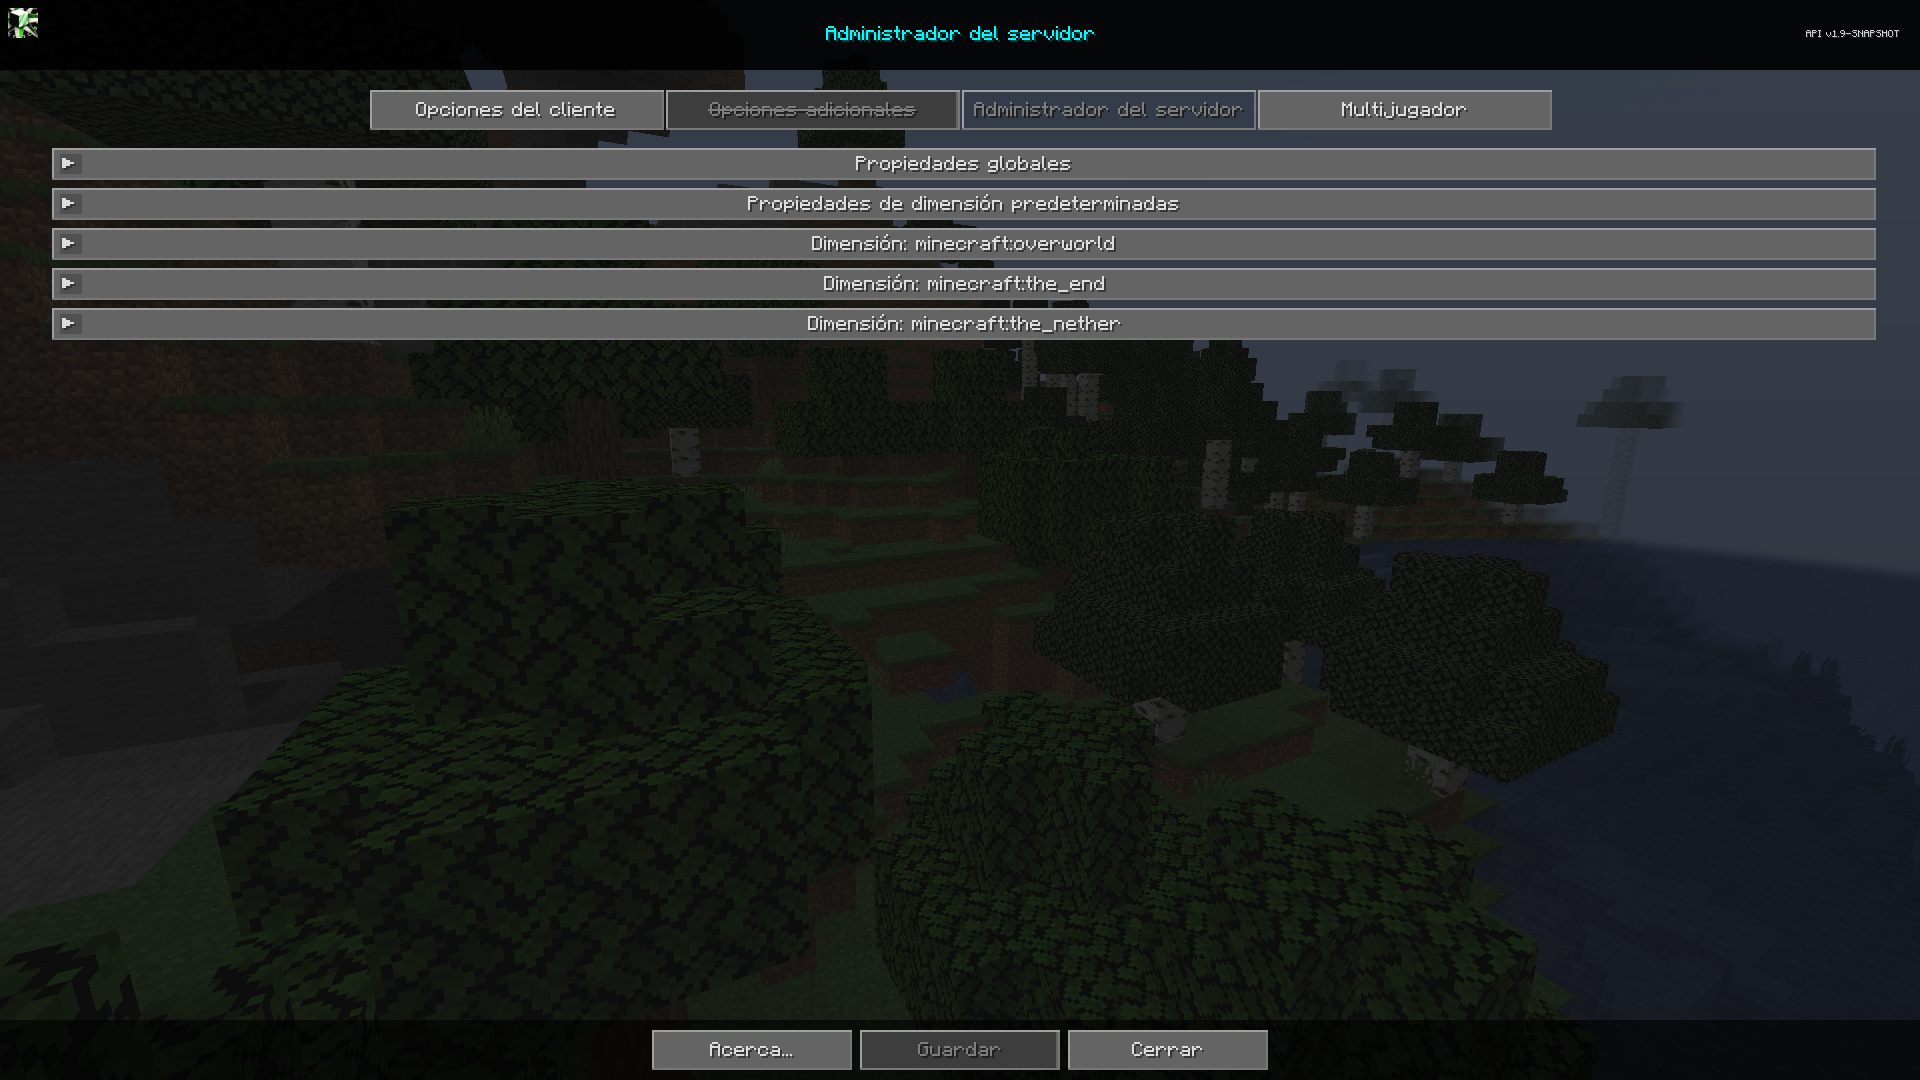 Administrador del servidor
API v1.9-SNAPSHOT
Opciones del cliente
Opciones adicionales
Administrador del servidor
Multijugador
Propiedades globales
Propiedades de dimensión predeterminadas
Dimensión: minecraft:overworld
Dimensión: minecraft:the_end
Dimensión: minecraft:the_nether
Acerca...
Guardar
Cerrar